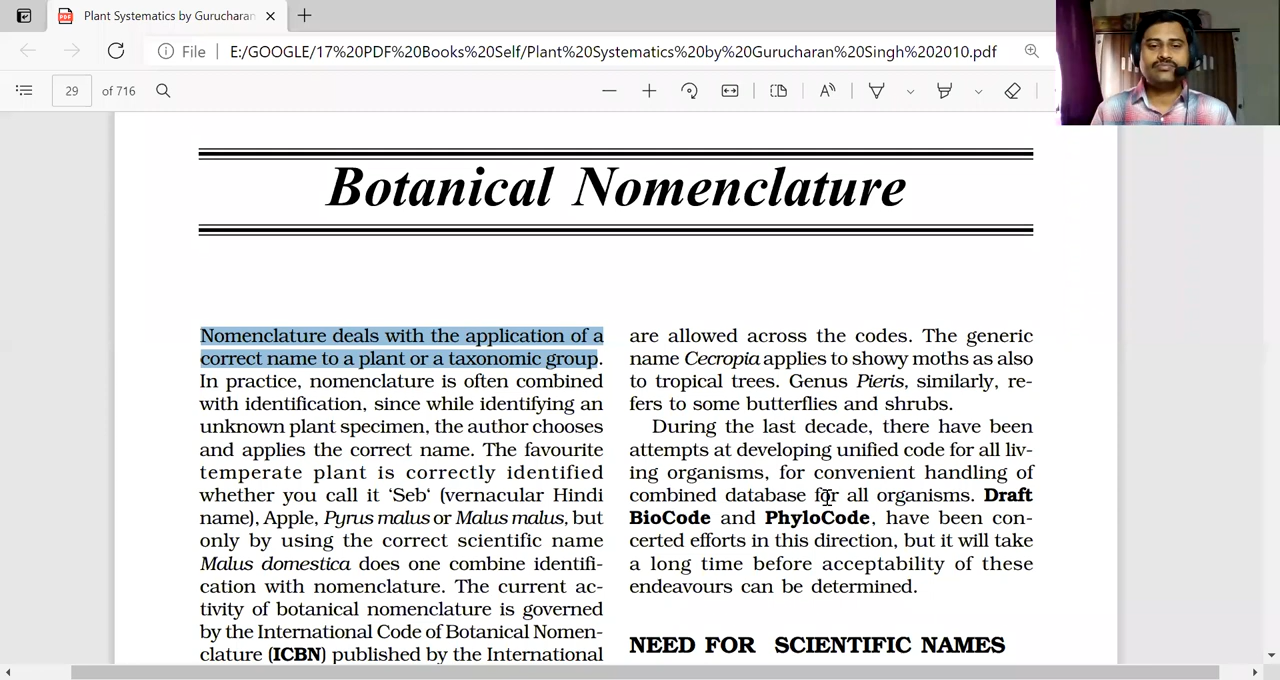 Plant Systematics by Gurucharan
File
E:/GOOGLE/17%20PDF%20Books%20Self/Plant%20Systematics%20by%20Gurucharan%20Singh%202010.pdf
29 of 716
Botanical Nomenclature
Nomenclature deals with the application of a
correct name to a plant or a taxonomic group.
In practice, nomenclature is often combined
with identification, since while identifying an
unknown plant specimen, the author chooses
and applies the correct name. The favourite
temperate plant is correctly identified
whether you call it ‘Seb‘ (vernacular Hindi
name), Apple, Pyrus malus or Malus malus, but
only by using the correct scientific name
Malus domestica does one combine identifi-
cation with nomenclature. The current ac-
tivity of botanical nomenclature is governed
by the International Code of Botanical Nomen-
clature (ICBN) published by the International
are allowed across the codes. The generic
name Cecropia applies to showy moths as also
to tropical trees. Genus Pieris, similarly, re-
fers to some butterflies and shrubs.
During the last decade, there have been
attempts at developing unified code for all liv-
ing organisms, for convenient handling of
combined database for all organisms. Draft
BioCode and PhyloCode, have been con-
certed efforts in this direction, but it will take
a long time before acceptability of these
endeavours can be determined.
NEED FOR SCIENTIFIC NAMES